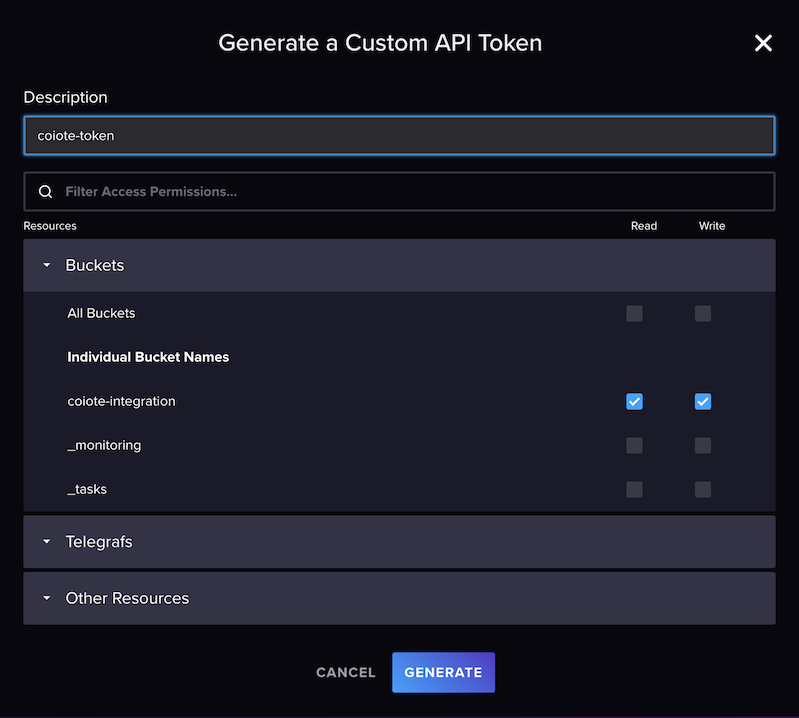 Generate a Custom API Token
Description
coiote-token
Filter Access Permissions...
Resources Read Write
Buckets
All Buckets
Individual Bucket Names
coiote-integration
_monitoring
_tasks
Telegrafs
Other Resources
CANCEL GENERATE